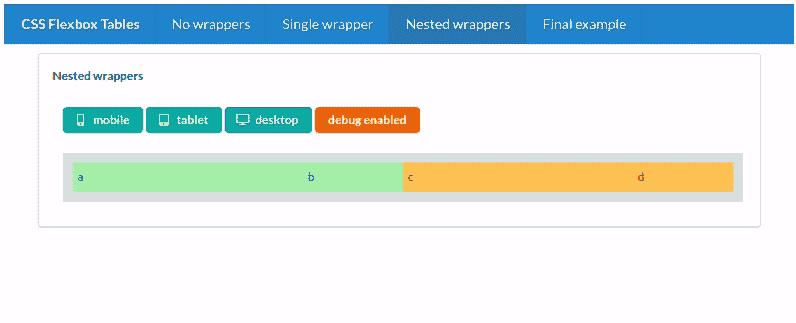 CSS Flexbox Tables No wrappers Single wrapper Nested wrappers Final example
Nested wrappers
mobile tablet desktop debug enabled
a b c d